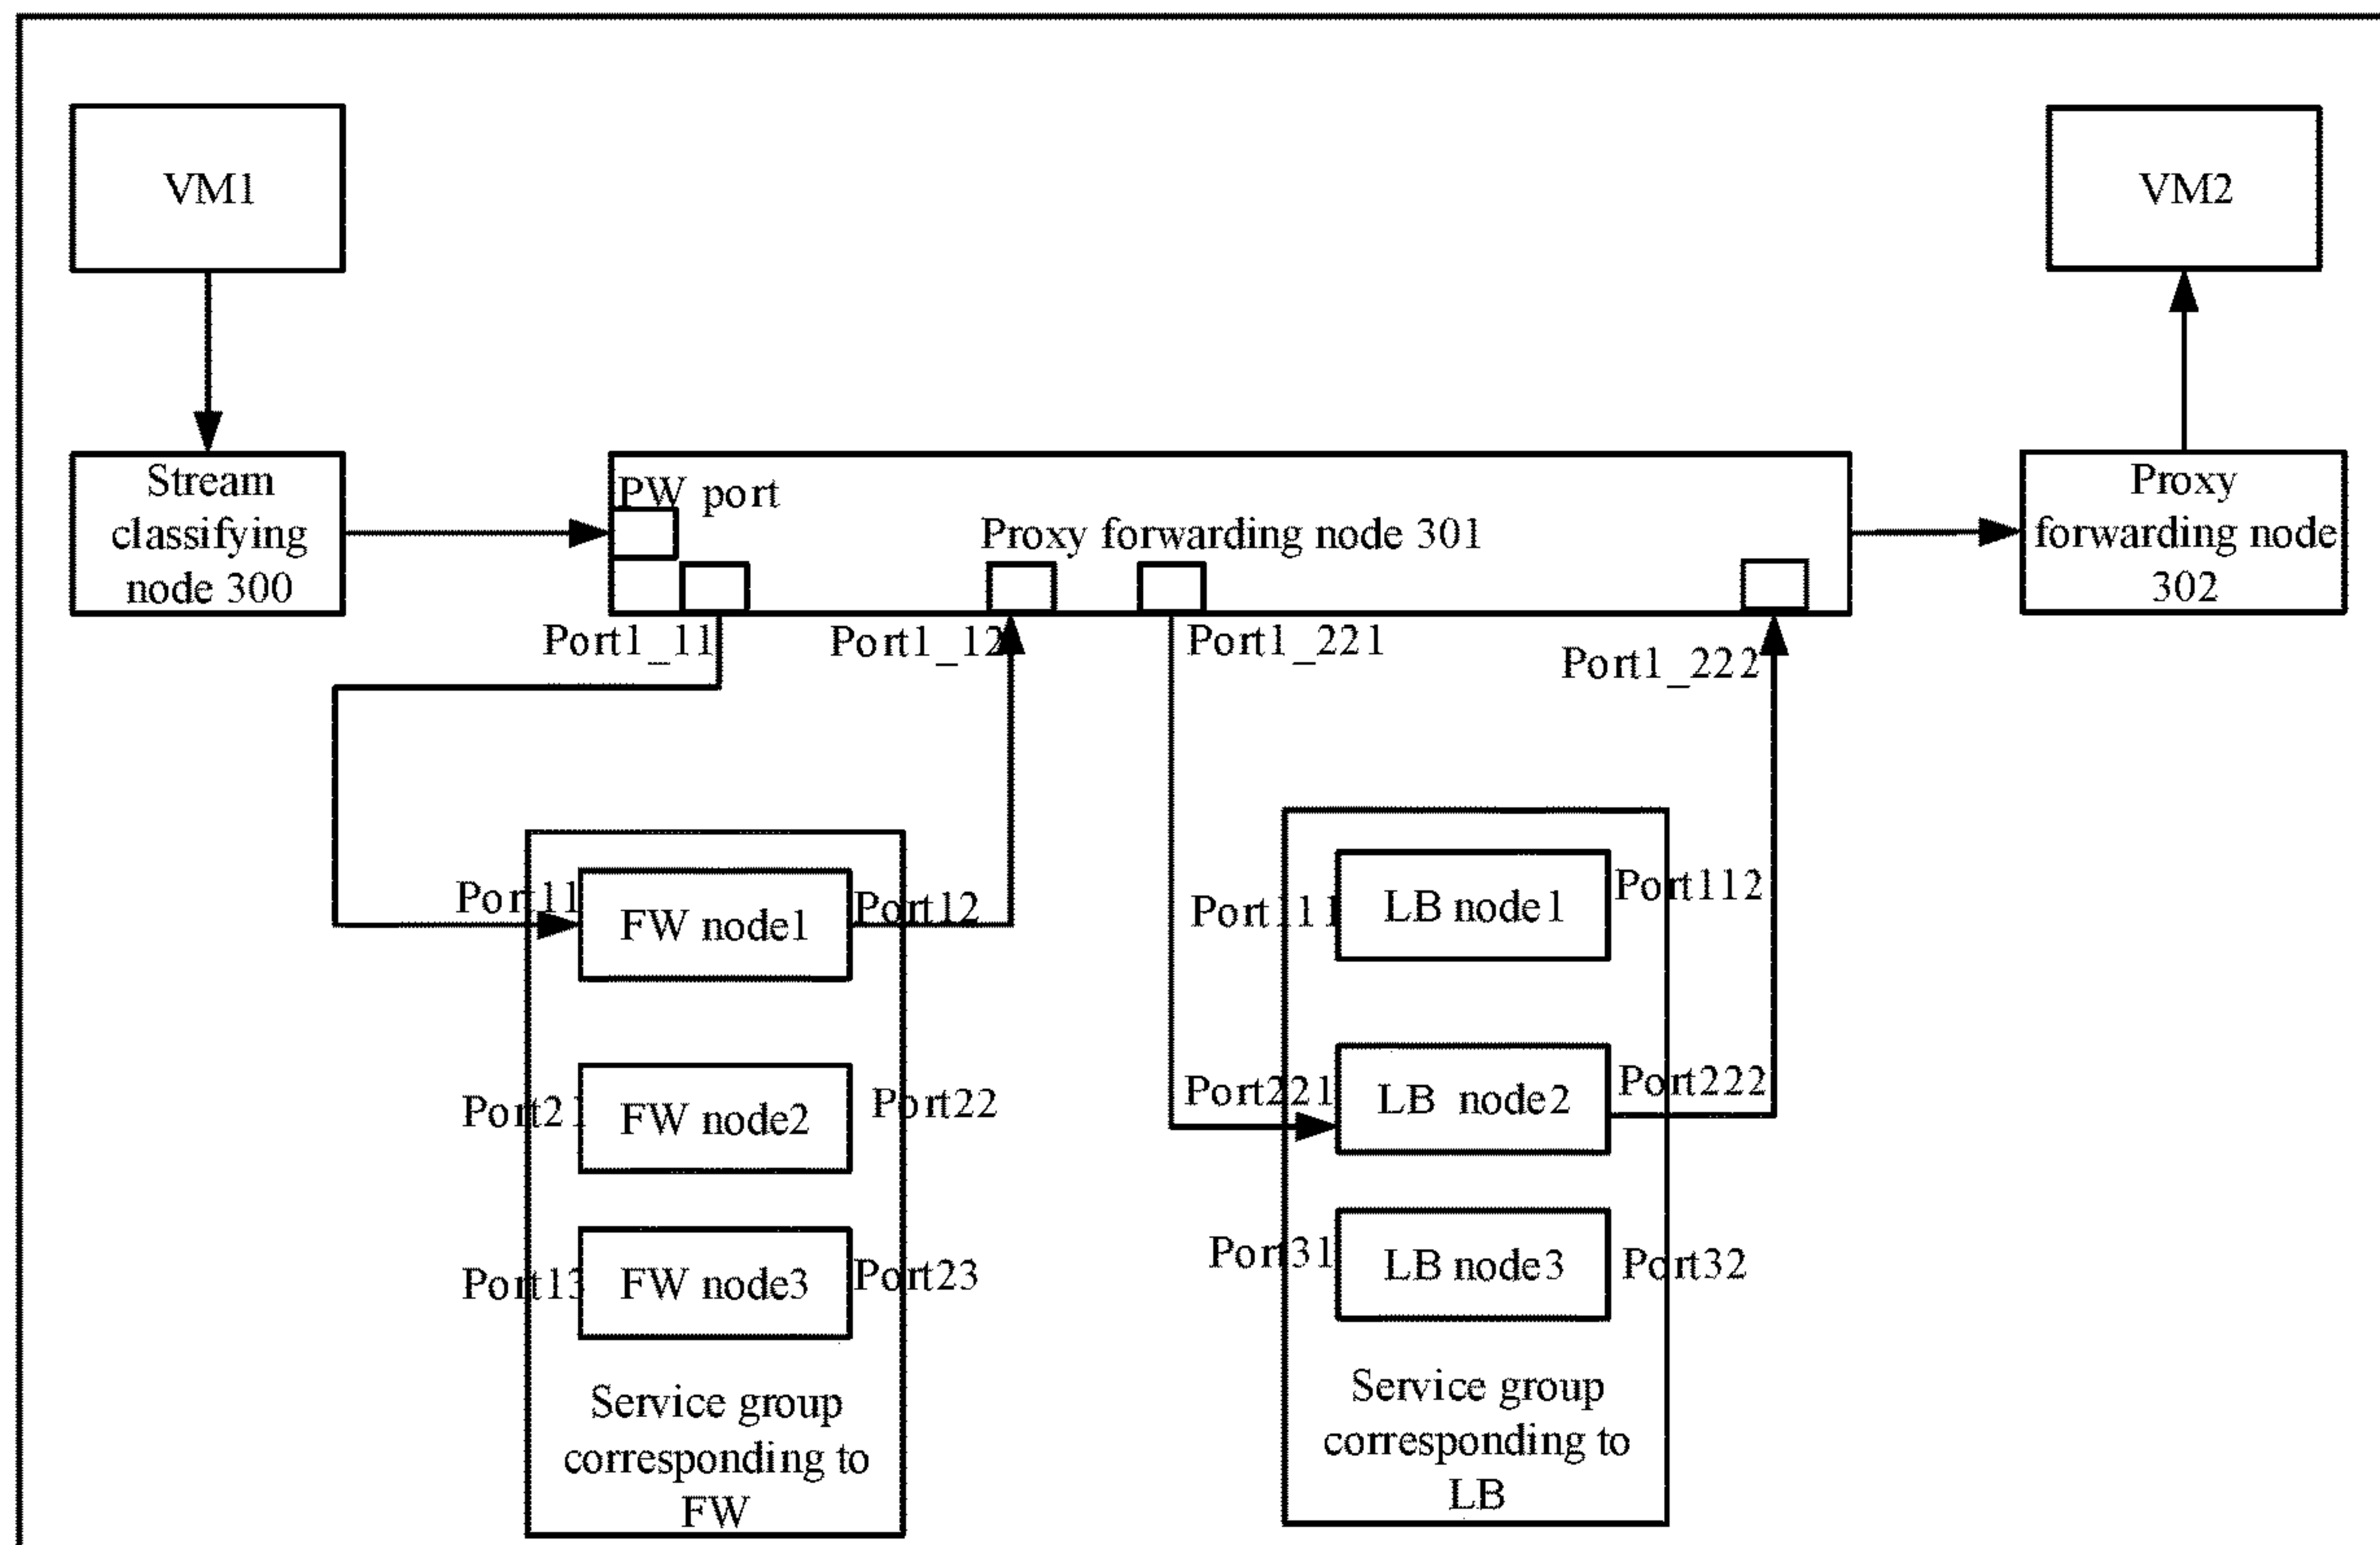 VM1
VM2
Stream
classifying
node 300
PW port
Proxy forwarding node 301
Proxy
forwarding node
302
Port1_11
Port1_12
Port1_221
Port1_222
Port11
FW node1
Port12
Port21
FW node2
Port22
Port13
FW node3
Port23
Service group
corresponding to
FW
Port111
LB node1
Port112
Port221
LB node2
Port222
Port31
LB node3
Port32
Service group
corresponding to
LB